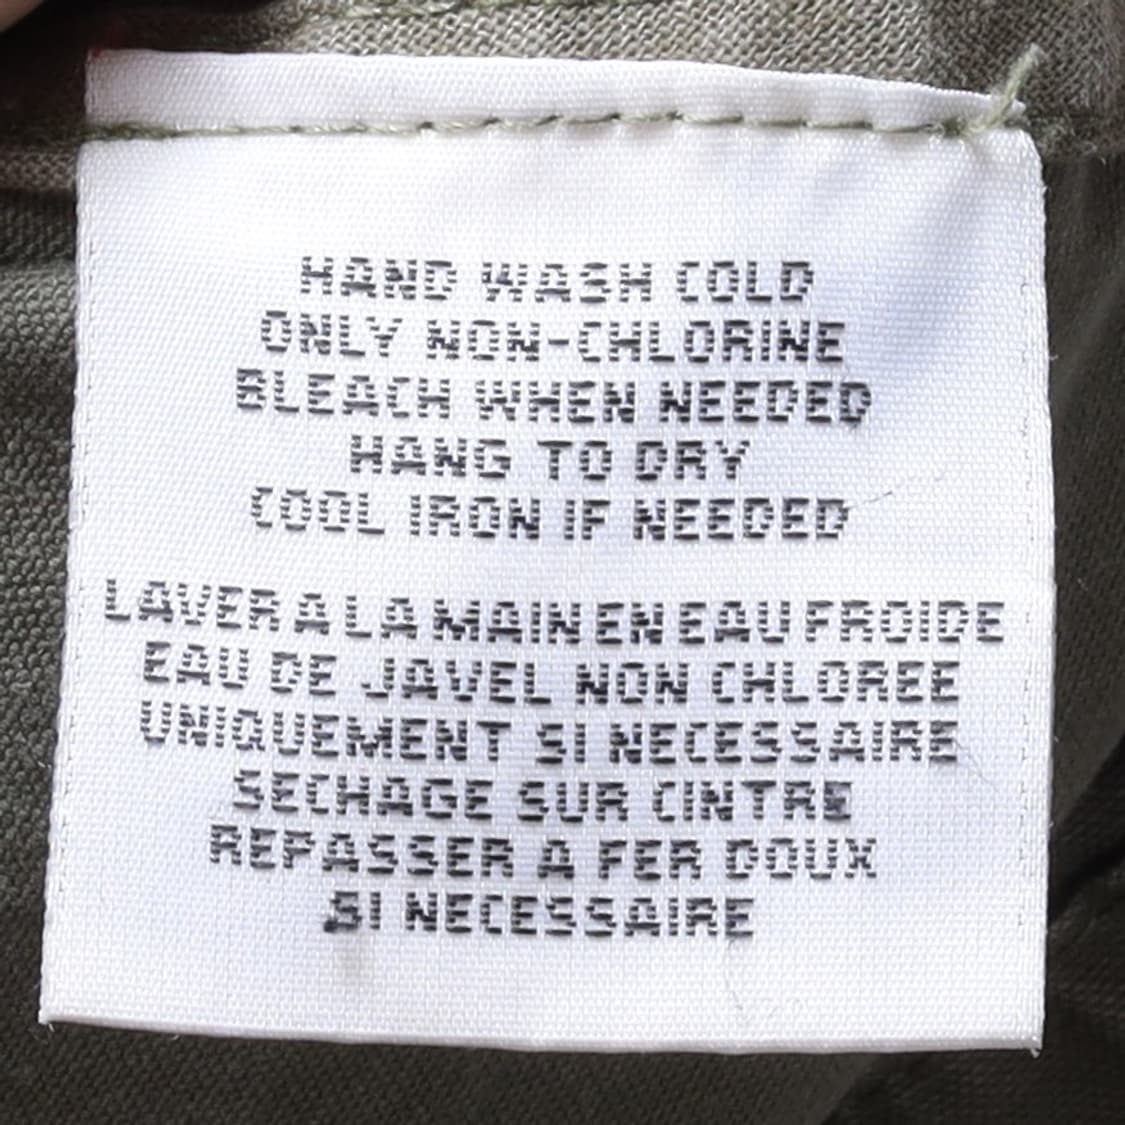 HAND WASH COLD
ONLY NON-CHLORINE
BLEACH WHEN NEEDED
HANG TO DRY
COOL IRON IF NEEDED
LAVER A LA MAIN EN EAU FROIDE
EAU DE JAVEL NON CHLOREE
UNIQUEMENT SI NECESSAIRE
SECHAGE SUR CINTRE
REPASSER A FER DOUX
SI NECESSAIRE